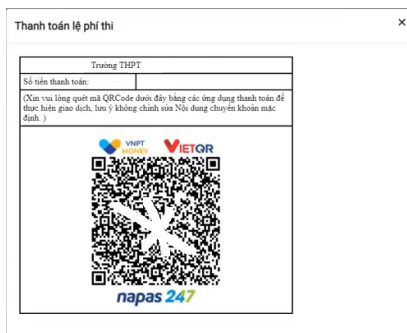 Thanh toán lệ phí thi
×
Trường THPT
Số tiền thanh toán:
(Xin vui lòng quét mã QRCode dưới đây bằng các ứng dụng thanh toán để
thực hiện giao dịch, lưu ý không chỉnh sửa Nội dung chuyển khoản mặc
định. )
VNPT
MONEY
VIETQR
napas 247